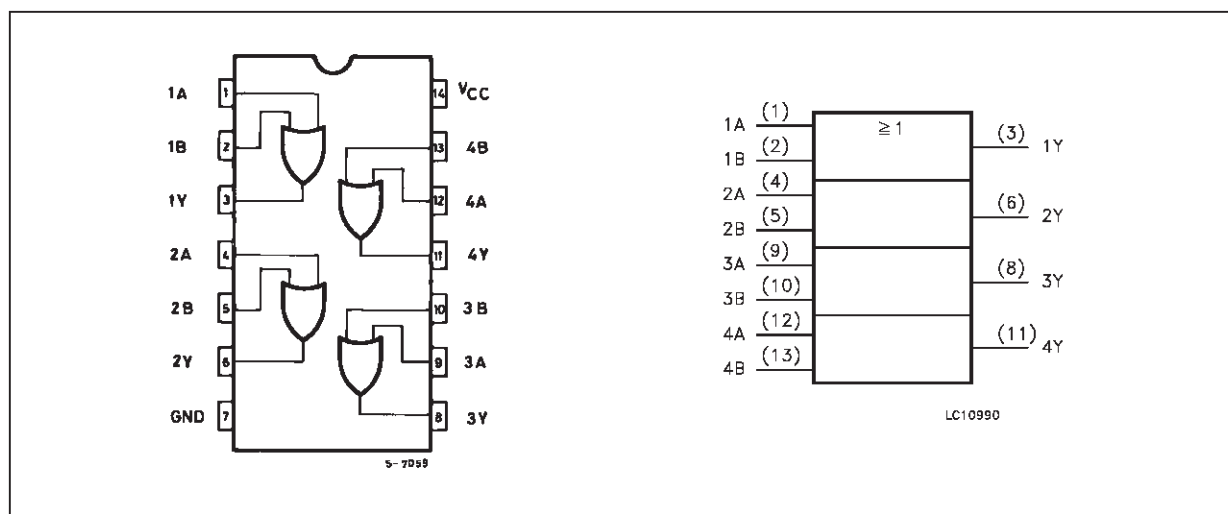 1A 1 14 VCC
1B 2 13 4B
1Y 3 12 4A
2A 4 11 4Y
2B 5 10 3B
2Y 6 9 3A
GND 7 8 3Y
5-7059
1A (1) ≧1
1B (2) (3) 1Y
2A (4)
2B (5) (6) 2Y
3A (9)
3B (10) (8) 3Y
4A (12)
4B (13) (11) 4Y
LC10990